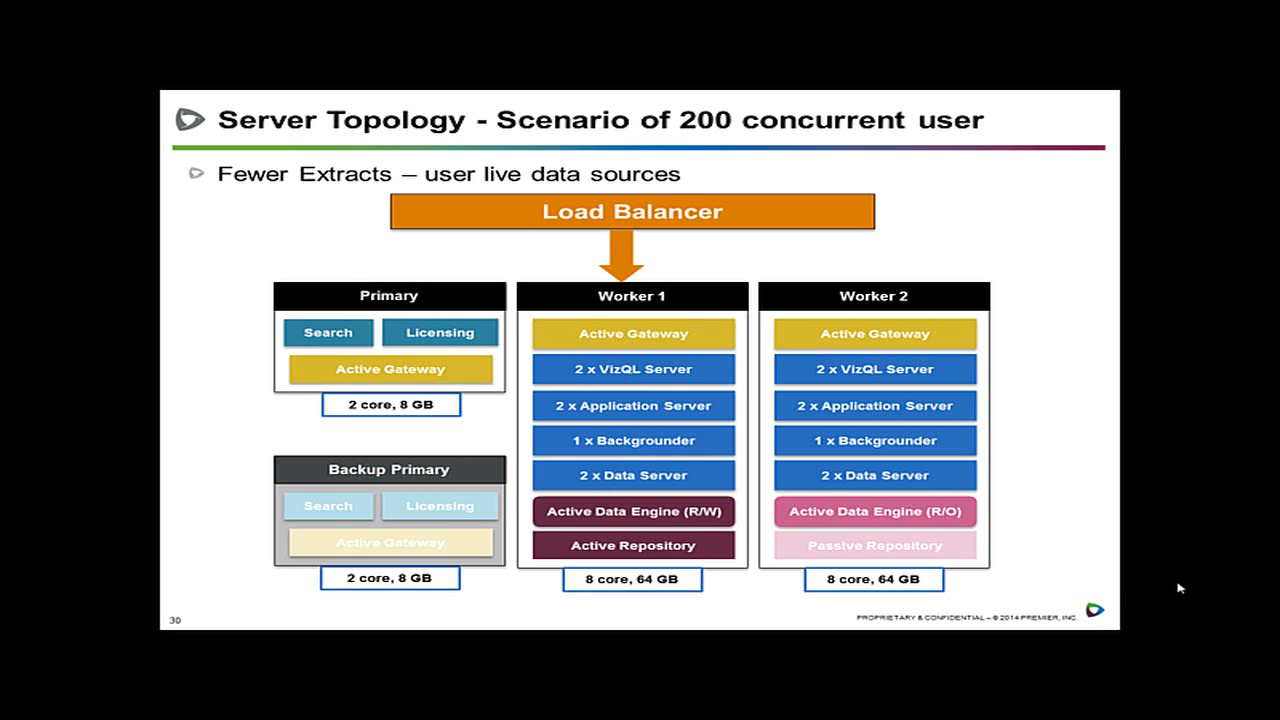 Server Topology - Scenario of 200 concurrent user
Fewer Extracts – user live data sources
Load Balancer
Primary
Search
Licensing
Active Gateway
2 core, 8 GB
Backup Primary
Search
Licensing
Active Gateway
2 core, 8 GB
Worker 1
Active Gateway
2 x VizQL Server
2 x Application Server
1 x Backgrounder
2 x Data Server
Active Data Engine (R/W)
Active Repository
8 core, 64 GB
Worker 2
Active Gateway
2 x VizQL Server
2 x Application Server
1 x Backgrounder
2 x Data Server
Active Data Engine (R/O)
Passive Repository
8 core, 64 GB
30
PROPRIETARY & CONFIDENTIAL – © 2014 PREMIER, INC.